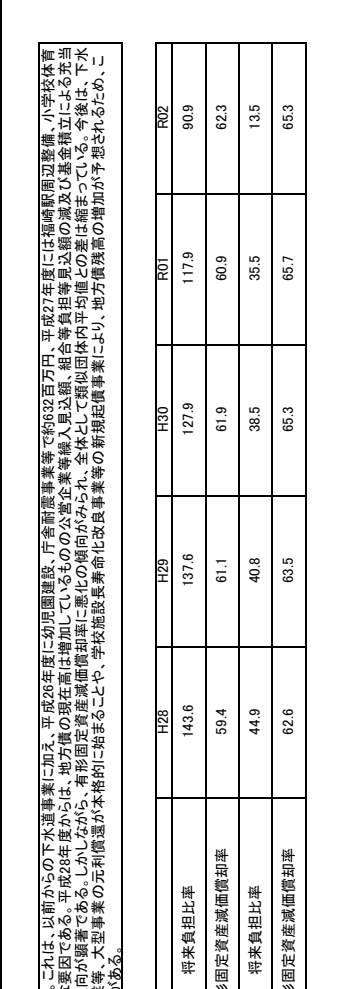 。これは、以前からの下水道事業に加え、平成26年度に幼児園建設、庁舎耐震事業等で約632百万円、平成27年度には福崎駅周辺整備、小学校体育
な要因である。平成28年度からは、地方債の現在高は増加しているものの公営企業等繰入見込額、組合等負担等見込額の減及び基金積立による充当
向が顕著である。しかしながら、有形固定資産減価償却率に悪化の傾向がみられ、全体として類似団体内平均値との差は縮まっている。今後は、下水
業等、大型事業の元利償還が本格的に始まることや、学校施設長寿命化改良事業等の新規起債事業により、地方債残高の増加が予想されるため、こ
がある。
H28 H29 H30 R01 R02
将来負担比率 143.6 137.6 127.9 117.9 90.9
形固定資産減価償却率 59.4 61.1 61.9 60.9 62.3
将来負担比率 44.9 40.8 38.5 35.5 13.5
形固定資産減価償却率 62.6 63.5 65.3 65.7 65.3